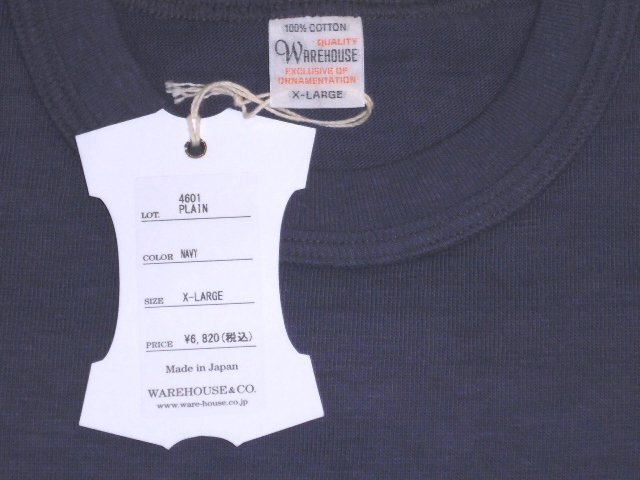 100% COTTON
QUALITY
WAREHOUSE
EXCLUSIVE OF
ORNAMENTATION
X-LARGE
4601
LOT. PLAIN
COLOR NAVY
SIZE X-LARGE
PRICE ¥6,820(税込)
Made in Japan
WAREHOUSE&CO.
www.ware-house.co.jp